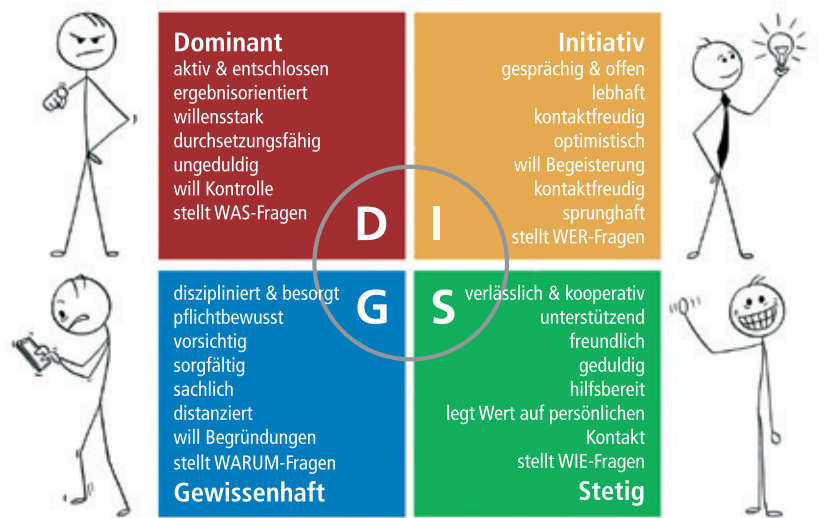 Dominant
aktiv & entschlossen
ergebnisorientiert
willensstark
durchsetzungsfähig
ungeduldig
will Kontrolle
stellt WAS-Fragen
D
Initiativ
gesprächig & offen
lebhaft
kontaktfreudig
optimistisch
will Begeisterung
kontaktfreudig
sprunghaft
stellt WER-Fragen
I
diszipliniert & besorgt
pflichtbewusst
vorsichtig
sorgfältig
sachlich
distanziert
will Begründungen
stellt WARUM-Fragen
Gewissenhaft
G
S
verlässlich & kooperativ
unterstützend
freundlich
geduldig
hilfsbereit
legt Wert auf persönlichen
Kontakt
stellt WIE-Fragen
Stetig